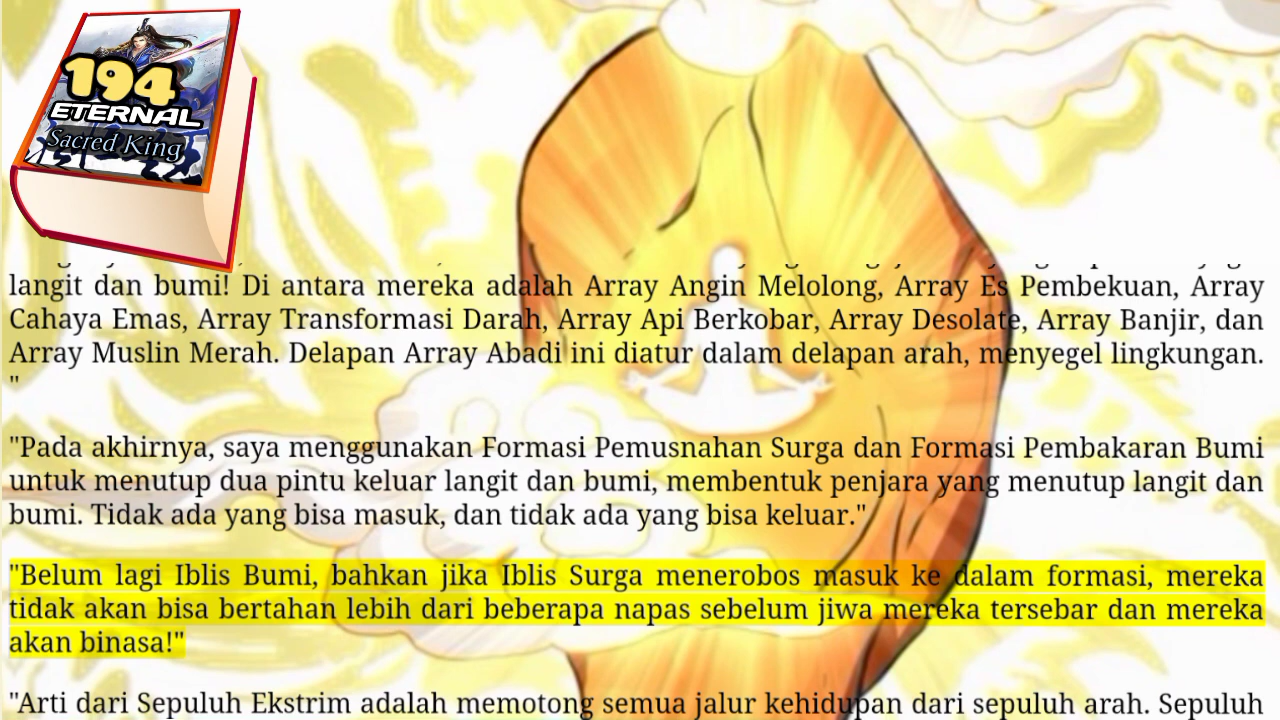 194
ETERNAL
Sacred King
langit dan bumi! Di antara mereka adalah Array Angin Melolong, Array Es Pembekuan, Array
Cahaya Emas, Array Transformasi Darah, Array Api Berkobar, Array Desolate, Array Banjir, dan
Array Muslin Merah. Delapan Array Abadi ini diatur dalam delapan arah, menyegel lingkungan.
"
"Pada akhirnya, saya menggunakan Formasi Pemusnahan Surga dan Formasi Pembakaran Bumi
untuk menutup dua pintu keluar langit dan bumi, membentuk penjara yang menutup langit dan
bumi. Tidak ada yang bisa masuk, dan tidak ada yang bisa keluar."
"Belum lagi Iblis Bumi, bahkan jika Iblis Surga menerobos masuk ke dalam formasi, mereka
tidak akan bisa bertahan lebih dari beberapa napas sebelum jiwa mereka tersebar dan mereka
akan binasa!"
"Arti dari Sepuluh Ekstrim adalah memotong semua jalur kehidupan dari sepuluh arah. Sepuluh